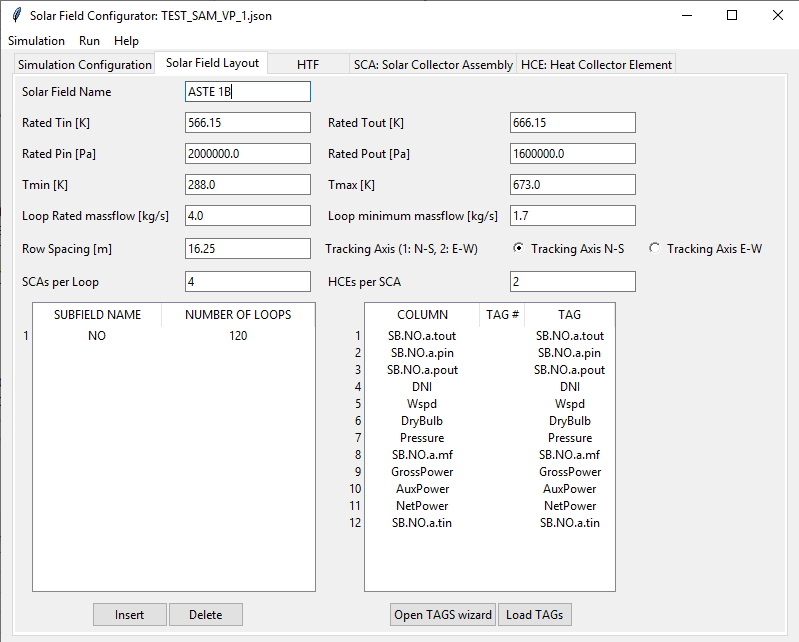 Solar Field Configurator: TEST_SAM_VP_1.json
Simulation Run Help
Simulation Configuration Solar Field Layout HTF SCA: Solar Collector Assembly HCE: Heat Collector Element
Solar Field Name ASTE 1B
Rated Tin [K] 566.15 Rated Tout [K] 666.15
Rated Pin [Pa] 2000000.0 Rated Pout [Pa] 1600000.0
Tmin [K] 288.0 Tmax [K] 673.0
Loop Rated massflow [kg/s] 4.0 Loop minimum massflow [kg/s] 1.7
Row Spacing [m] 16.25 Tracking Axis (1: N-S, 2: E-W) Tracking Axis N-S Tracking Axis E-W
SCAs per Loop 4 HCEs per SCA 2
SUBFIELD NAME NUMBER OF LOOPS
1 NO 120
COLUMN TAG # TAG
1 SB.NO.a.tout SB.NO.a.tout
2 SB.NO.a.pin SB.NO.a.pin
3 SB.NO.a.pout SB.NO.a.pout
4 DNI DNI
5 Wspd Wspd
6 DryBulb DryBulb
7 Pressure Pressure
8 SB.NO.a.mf SB.NO.a.mf
9 GrossPower GrossPower
10 AuxPower AuxPower
11 NetPower NetPower
12 SB.NO.a.tin SB.NO.a.tin
Insert Delete Open TAGS wizard Load TAGs